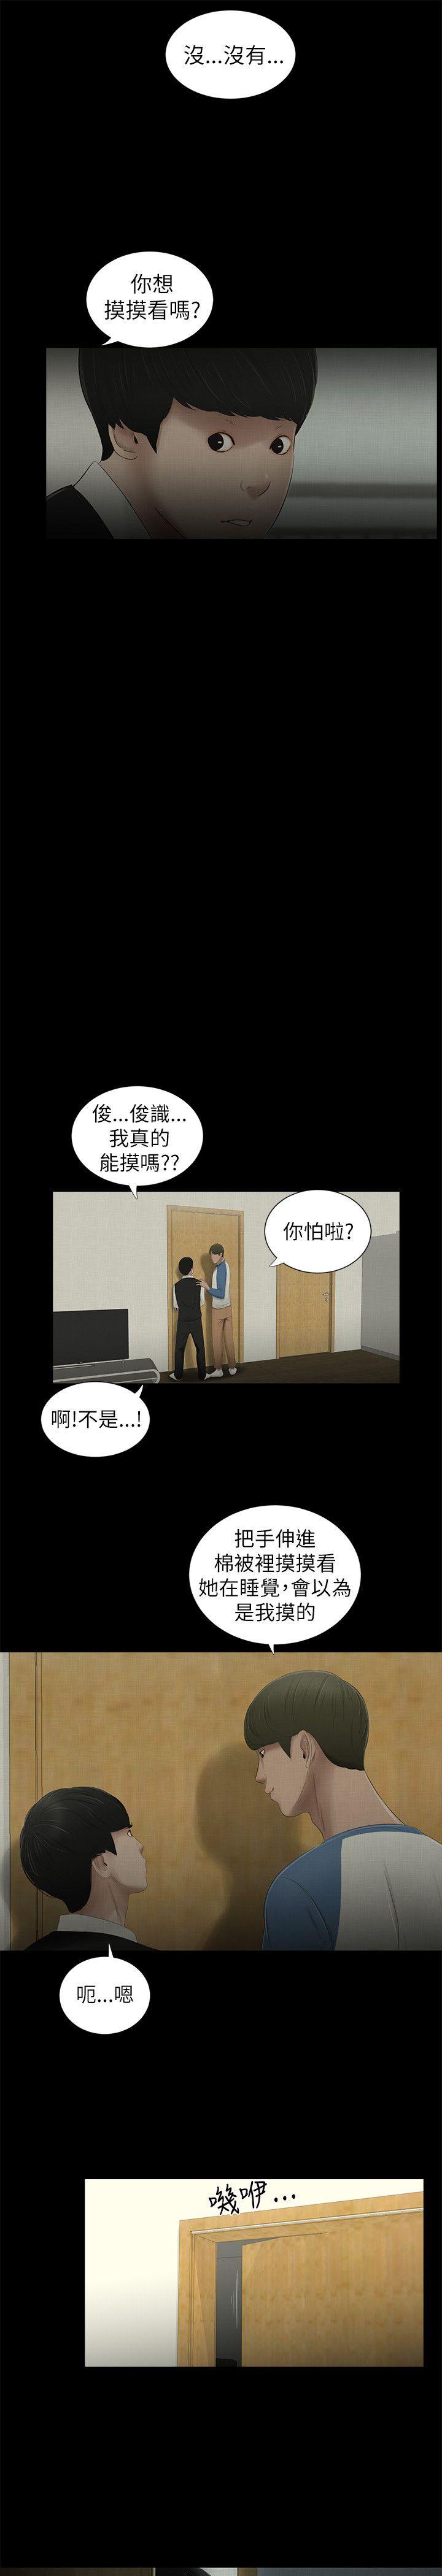 沒...沒有...
你想
摸摸看嗎?
俊...俊識...
我真的
能摸嗎??
你怕啦?
啊!不是...!
把手伸進
棉被裡摸摸看
她在睡覺,會以為
是我摸的
呃...嗯
嘰咿...